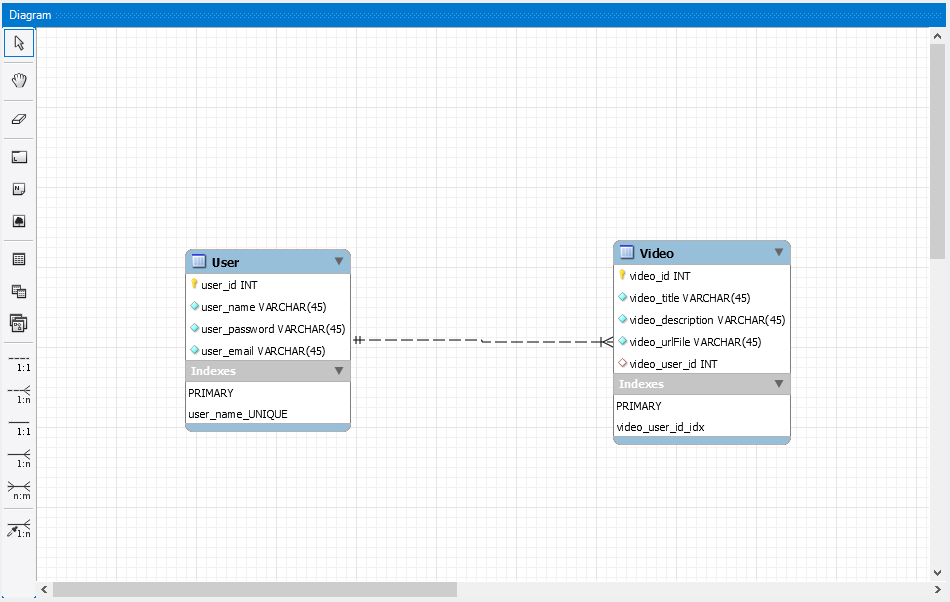 Diagram
1:1
1:n
1:1
1:n
n:m
1:n
User
user_id INT
user_name VARCHAR(45)
user_password VARCHAR(45)
user_email VARCHAR(45)
Indexes
PRIMARY
user_name_UNIQUE
Video
video_id INT
video_title VARCHAR(45)
video_description VARCHAR(45)
video_urlFile VARCHAR(45)
video_user_id INT
Indexes
PRIMARY
video_user_id_idx